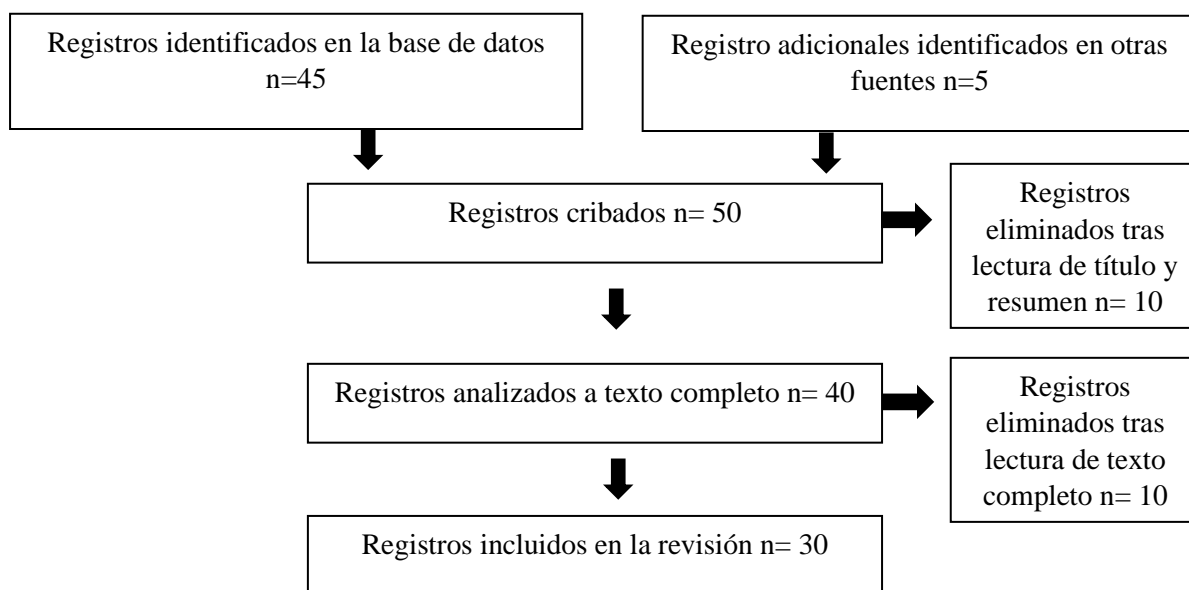 Registros identificados en la base de datos
n=45
Registro adicionales identificados en otras
fuentes n=5
Registros cribados n= 50
Registros
eliminados tras
lectura de título y
resumen n= 10
Registros analizados a texto completo n= 40
Registros
eliminados tras
lectura de texto
completo n= 10
Registros incluidos en la revisión n= 30